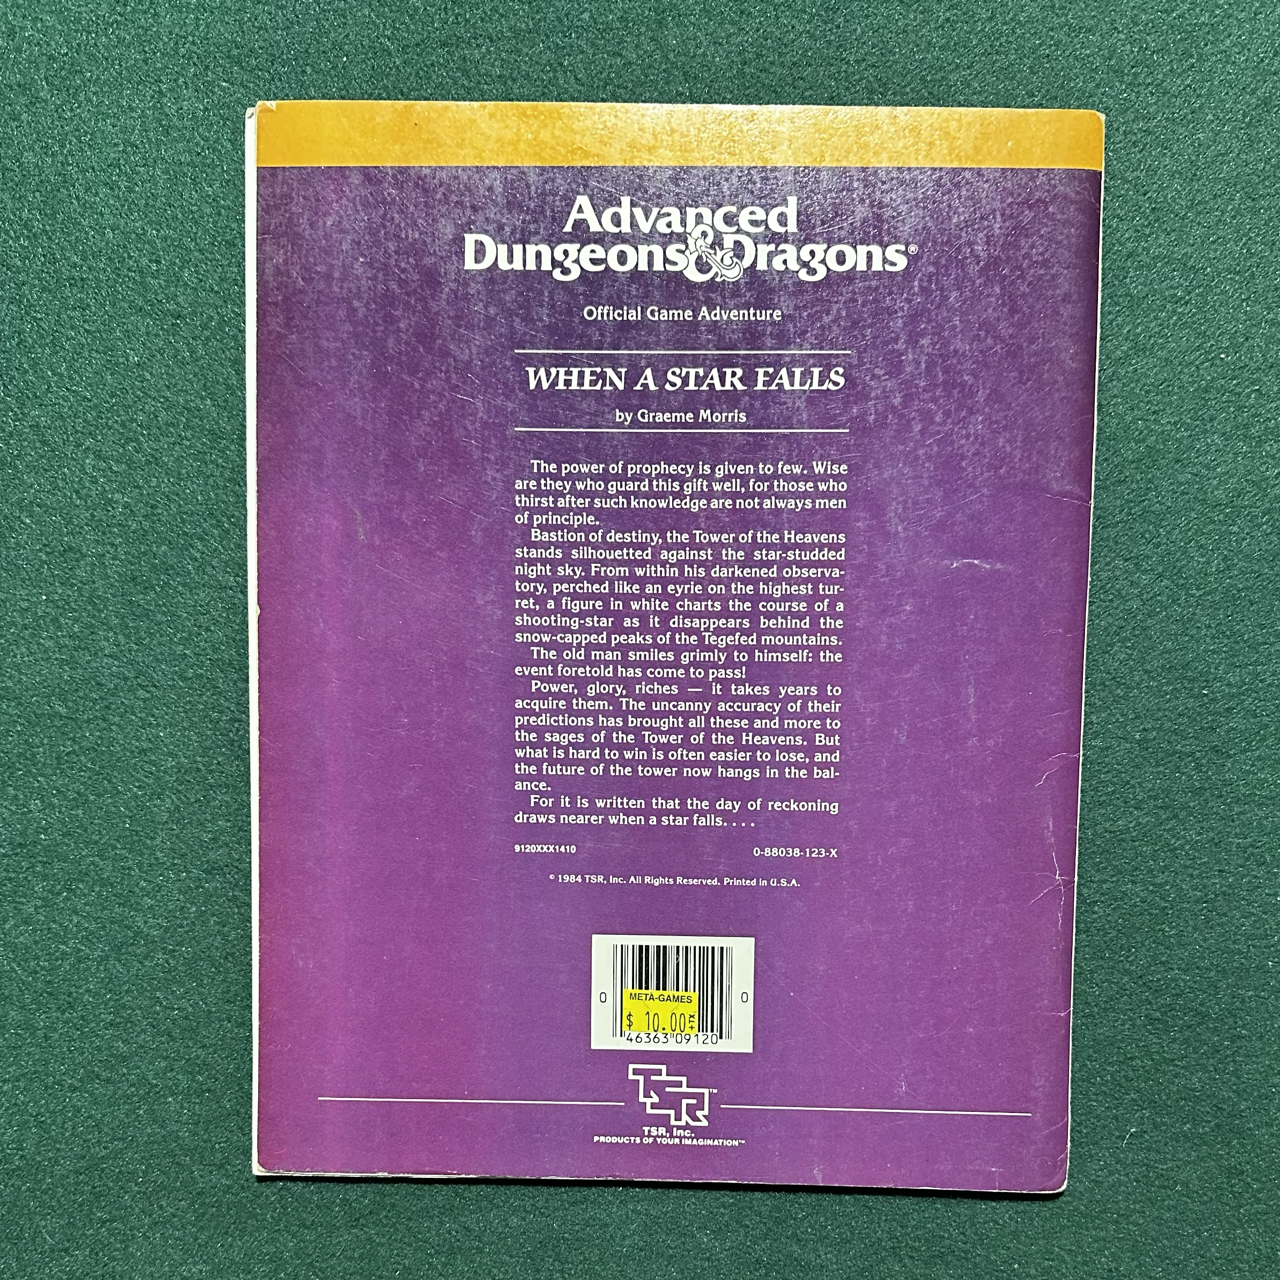 Advanced
Dungeons & Dragons®
Official Game Adventure
WHEN A STAR FALLS
by Graeme Morris
The power of prophecy is given to few. Wise
are they who guard this gift well, for those who
thirst after such knowledge are not always men
of principle.
Bastion of destiny, the Tower of the Heavens
stands silhouetted against the star-studded
night sky. From within his darkened observa-
tory, perched like an eyrie on the highest tur-
ret, a figure in white charts the course of a
shooting-star as it disappears behind the
snow-capped peaks of the Tegefed mountains.
The old man smiles grimly to himself: the
event foretold has come to pass!
Power, glory, riches — it takes years to
acquire them. The uncanny accuracy of their
predictions has brought all these and more to
the sages of the Tower of the Heavens. But
what is hard to win is often easier to lose, and
the future of the tower now hangs in the bal-
ance.
For it is written that the day of reckoning
draws nearer when a star falls. . . .
9120XXX1410 0-88038-123-X
© 1984 TSR, Inc. All Rights Reserved. Printed in U.S.A.
0 0
META-GAMES
$ 10.00 +TX
46363 09120
TSR™
TSR, Inc.
PRODUCTS OF YOUR IMAGINATION™